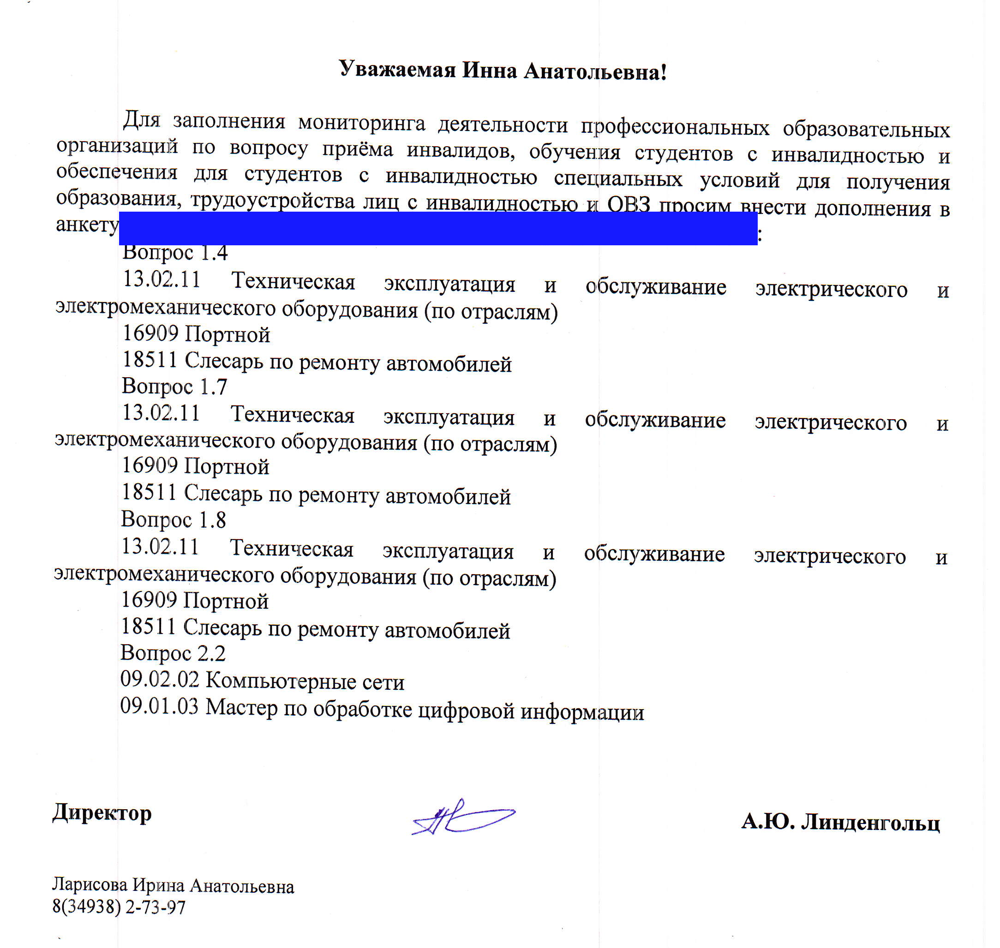 Уважаемая Инна Анатольевна!
Для заполнения мониторинга деятельности профессиональных образовательных
организаций по вопросу приёма инвалидов, обучения студентов с инвалидностью и
обеспечения для студентов с инвалидностью специальных условий для получения
образования, трудоустройства лиц с инвалидностью и ОВЗ просим внести дополнения в
анкету :
Вопрос 1.4
13.02.11 Техническая эксплуатация и обслуживание электрического и
электромеханического оборудования (по отраслям)
16909 Портной
18511 Слесарь по ремонту автомобилей
Вопрос 1.7
13.02.11 Техническая эксплуатация и обслуживание электрического и
электромеханического оборудования (по отраслям)
16909 Портной
18511 Слесарь по ремонту автомобилей
Вопрос 1.8
13.02.11 Техническая эксплуатация и обслуживание электрического и
электромеханического оборудования (по отраслям)
16909 Портной
18511 Слесарь по ремонту автомобилей
Вопрос 2.2
09.02.02 Компьютерные сети
09.01.03 Мастер по обработке цифровой информации
Директор А.Ю. Линденгольц
Ларисова Ирина Анатольевна
8(34938) 2-73-97